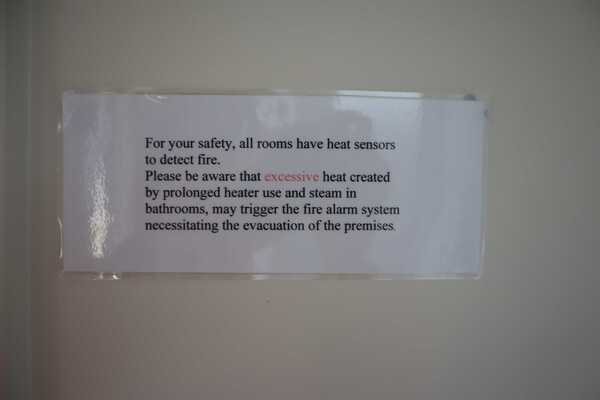 For your safety, all rooms have heat sensors
to detect fire.
Please be aware that excessive heat created
by prolonged heater use and steam in
bathrooms, may trigger the fire alarm system
necessitating the evacuation of the premises.